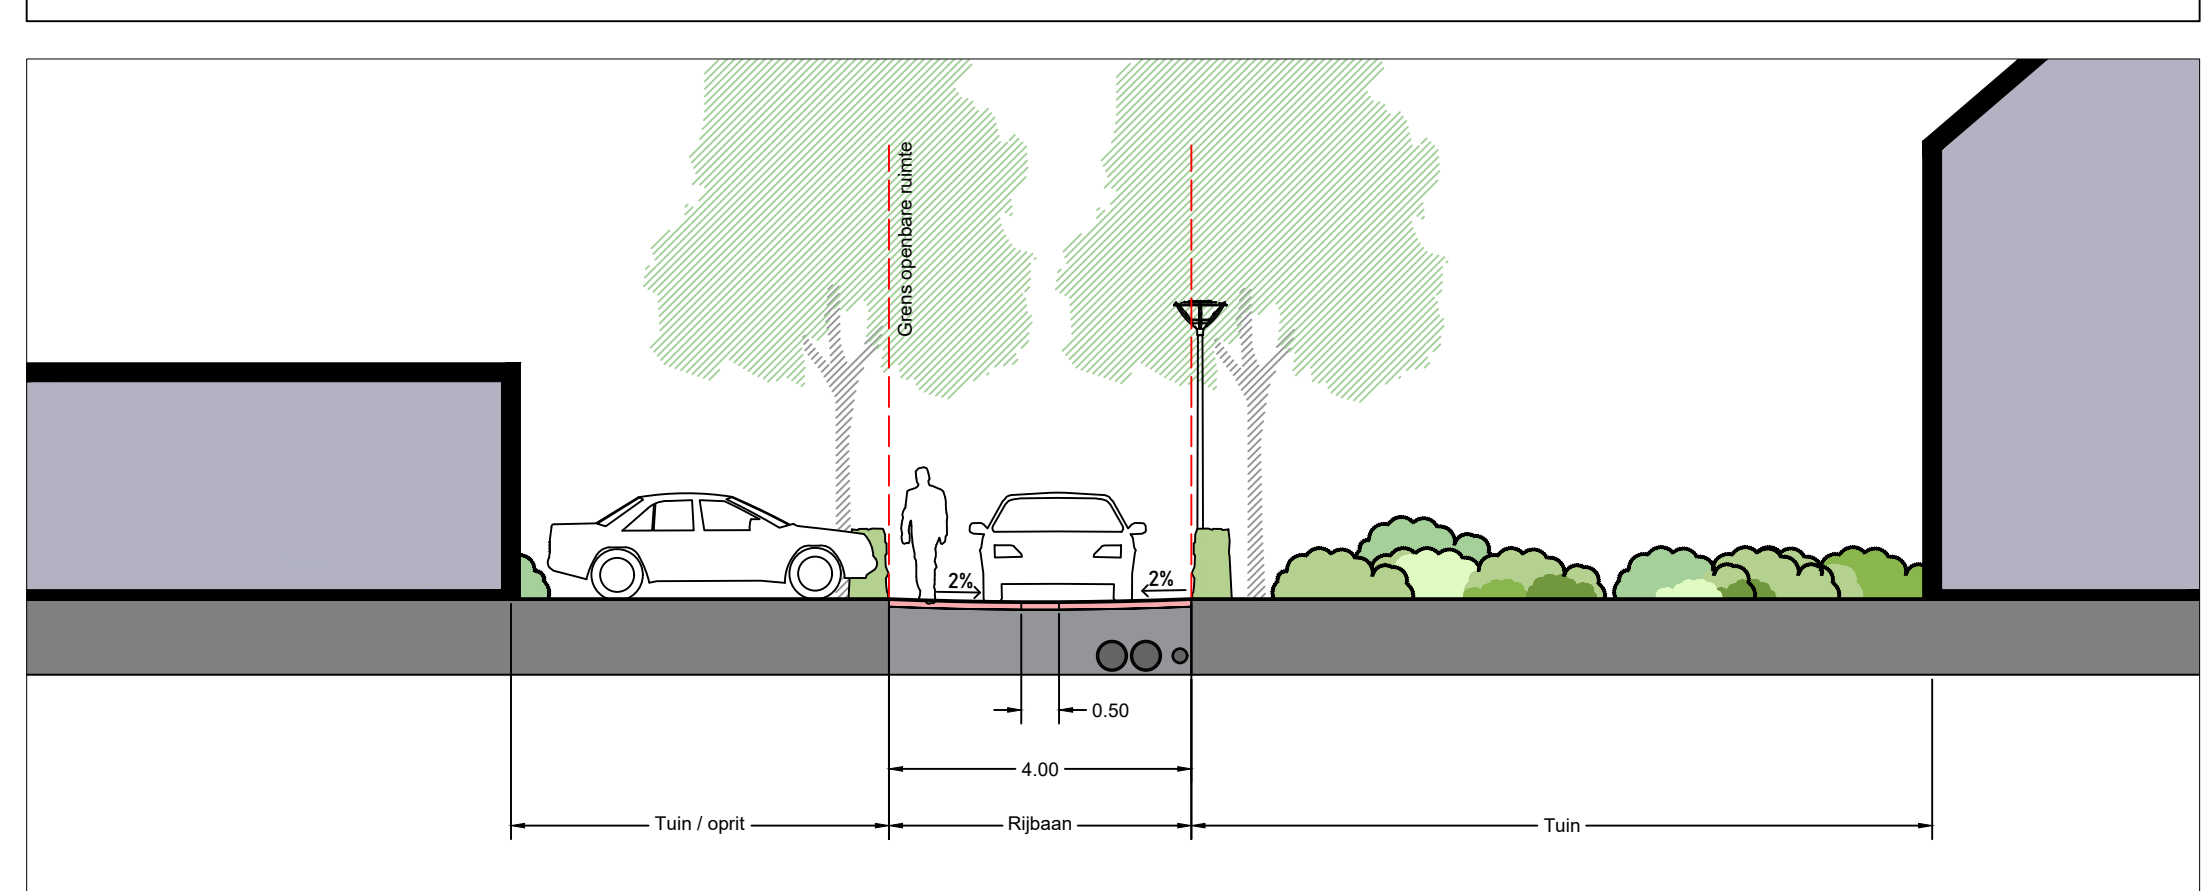 Grens openbare ruimte
2%
2%
0.50
4.00
Tuin / oprit
Rijbaan
Tuin